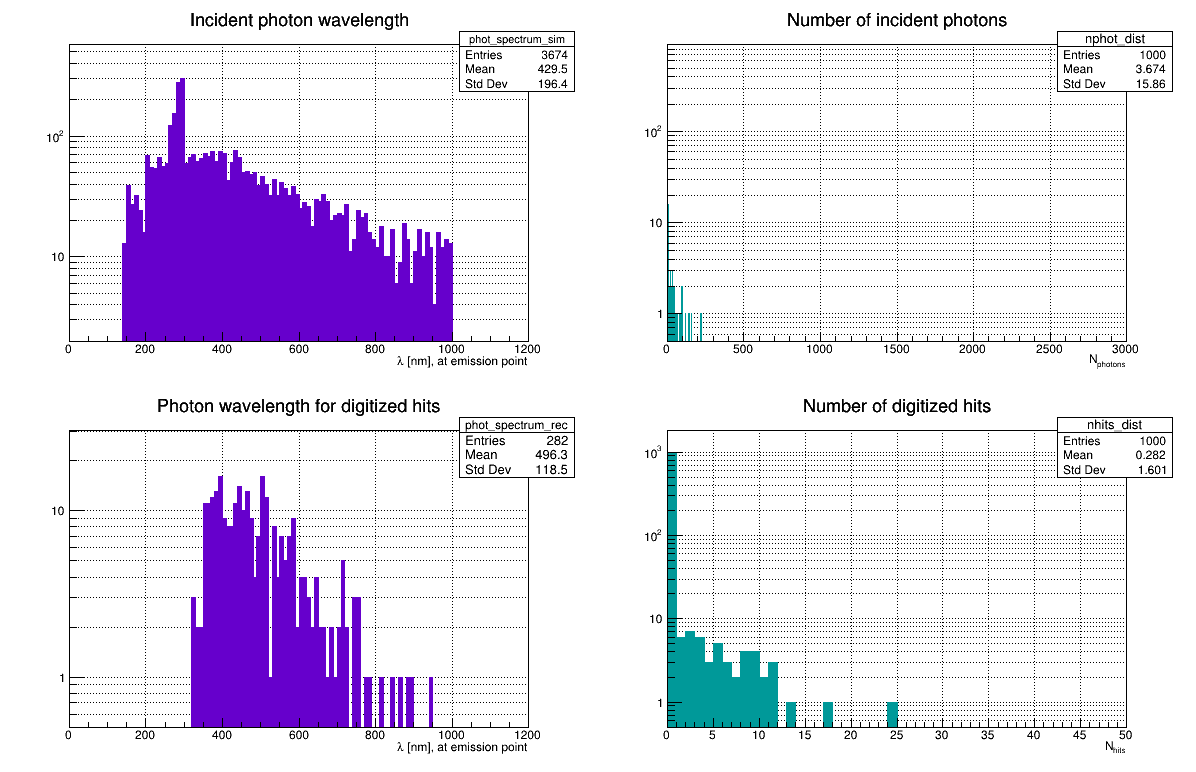 Incident photon wavelength
phot_spectrum_sim
Entries 3674
Mean 429.5
Std Dev 196.4
10²
10
0 200 400 600 800 1000 1200
λ [nm], at emission point
Number of incident photons
nphot_dist
Entries 1000
Mean 3.674
Std Dev 15.86
10²
10
1
0 500 1000 1500 2000 2500 3000
Nphotons
Photon wavelength for digitized hits
phot_spectrum_rec
Entries 282
Mean 496.3
Std Dev 118.5
10
1
0 200 400 600 800 1000 1200
λ [nm], at emission point
Number of digitized hits
nhits_dist
Entries 1000
Mean 0.282
Std Dev 1.601
10³
10²
10
1
0 5 10 15 20 25 30 35 40 45 50
Nhits